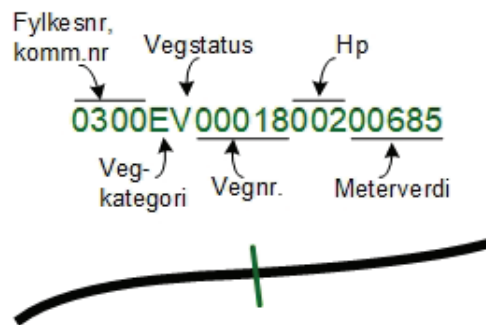 Fylkesnr,
komm.nr
Vegstatus
Hp
0300EV0001800200685
Veg-
kategori
Vegnr.
Meterverdi